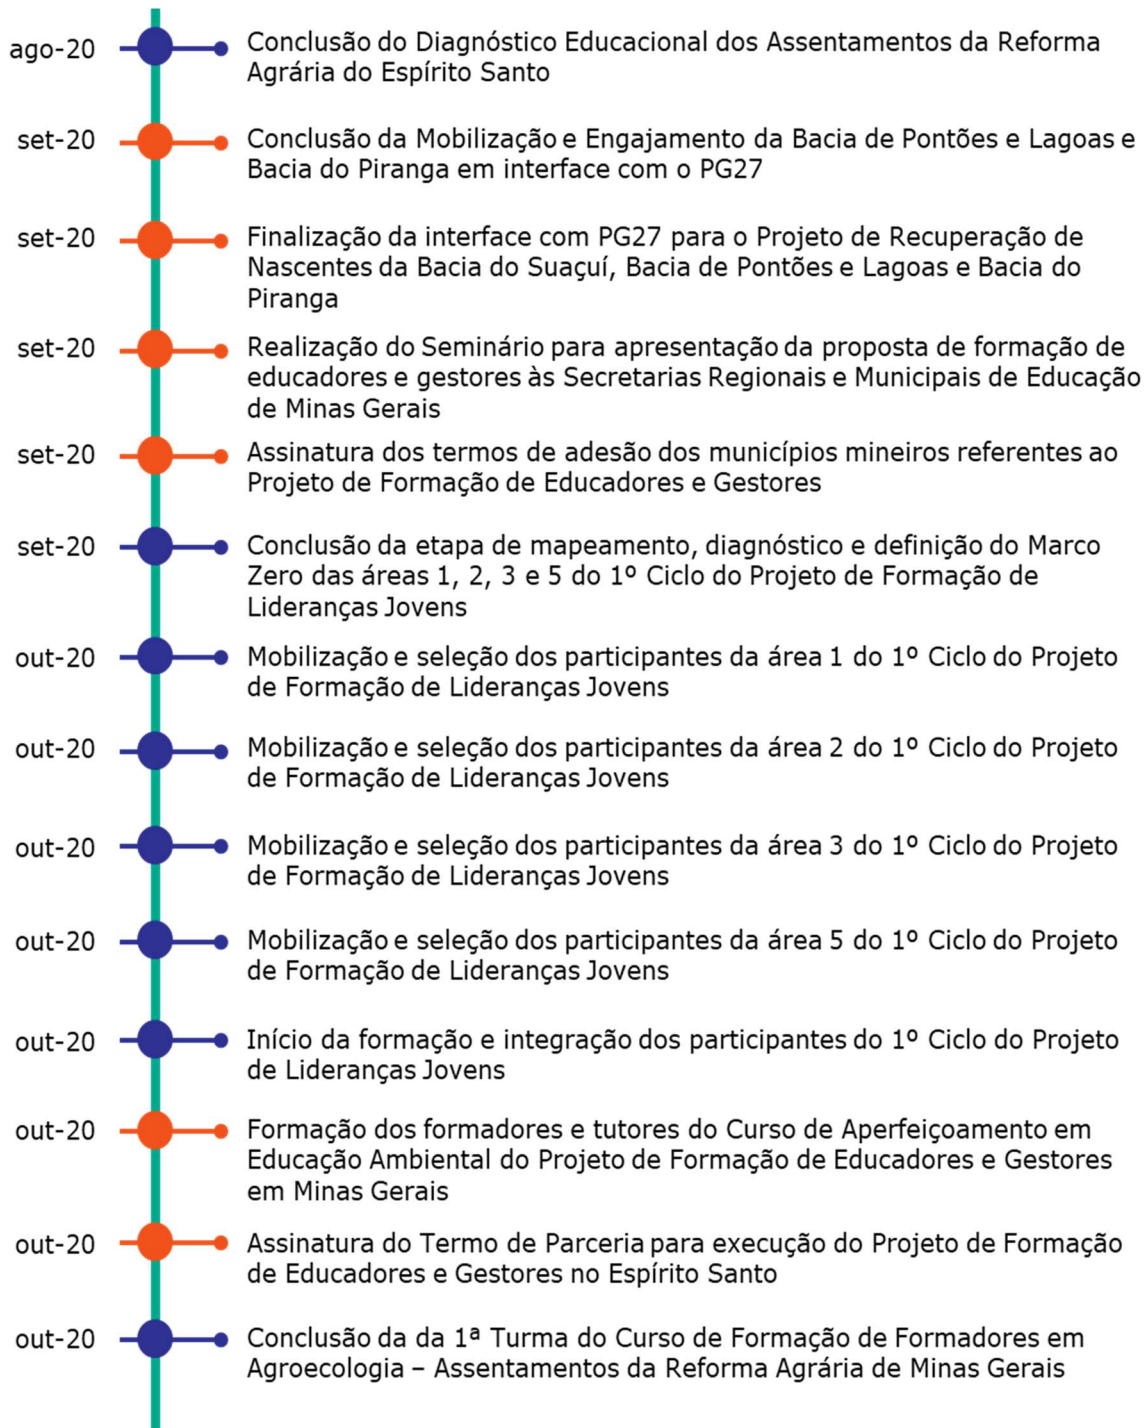 ago-20
Conclusão do Diagnóstico Educacional dos Assentamentos da Reforma
Agrária do Espírito Santo
set-20
Conclusão da Mobilização e Engajamento da Bacia de Pontões e Lagoas e
Bacia do Piranga em interface com o PG27
set-20
Finalização da interface com PG27 para o Projeto de Recuperação de
Nascentes da Bacia do Suaçuí, Bacia de Pontões e Lagoas e Bacia do
Piranga
set-20
Realização do Seminário para apresentação da proposta de formação de
educadores e gestores às Secretarias Regionais e Municipais de Educação
de Minas Gerais
set-20
Assinatura dos termos de adesão dos municípios mineiros referentes ao
Projeto de Formação de Educadores e Gestores
set-20
Conclusão da etapa de mapeamento, diagnóstico e definição do Marco
Zero das áreas 1, 2, 3 e 5 do 1º Ciclo do Projeto de Formação de
Lideranças Jovens
out-20
Mobilização e seleção dos participantes da área 1 do 1º Ciclo do Projeto
de Formação de Lideranças Jovens
out-20
Mobilização e seleção dos participantes da área 2 do 1º Ciclo do Projeto
de Formação de Lideranças Jovens
out-20
Mobilização e seleção dos participantes da área 3 do 1º Ciclo do Projeto
de Formação de Lideranças Jovens
out-20
Mobilização e seleção dos participantes da área 5 do 1º Ciclo do Projeto
de Formação de Lideranças Jovens
out-20
Início da formação e integração dos participantes do 1º Ciclo do Projeto
de Lideranças Jovens
out-20
Formação dos formadores e tutores do Curso de Aperfeiçoamento em
Educação Ambiental do Projeto de Formação de Educadores e Gestores
em Minas Gerais
out-20
Assinatura do Termo de Parceria para execução do Projeto de Formação
de Educadores e Gestores no Espírito Santo
out-20
Conclusão da da 1ª Turma do Curso de Formação de Formadores em
Agroecologia – Assentamentos da Reforma Agrária de Minas Gerais